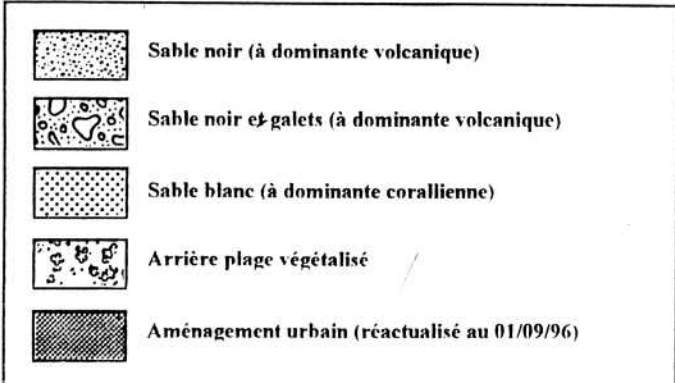 Sable noir (à dominante volcanique)
Sable noir et galets (à dominante volcanique)
Sable blanc (à dominante corallienne)
Arrière plage végétalisé
Aménagement urbain (réactualisé au 01/09/96)